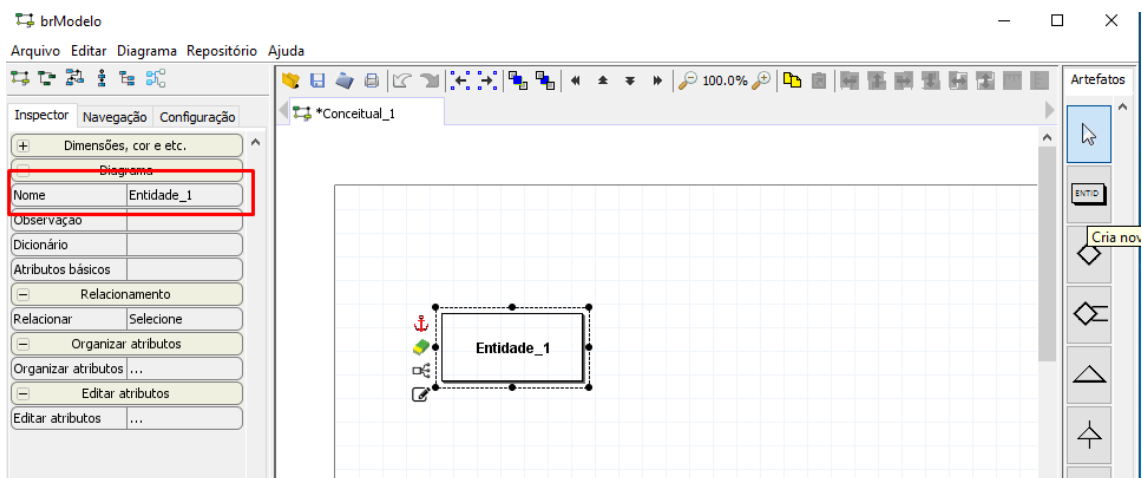 brModelo
Arquivo Editar Diagrama Repositório Ajuda
100.0%
Artefatos
Inspector Navegação Configuração
*Conceitual_1
Dimensões, cor e etc.
Diagrama
Nome Entidade_1
Observação
Dicionário
Atributos básicos
Relacionamento
Relacionar Selecione
Organizar atributos
Organizar atributos ...
Editar atributos
Editar atributos ...
Entidade_1
ENTID
Cria nov